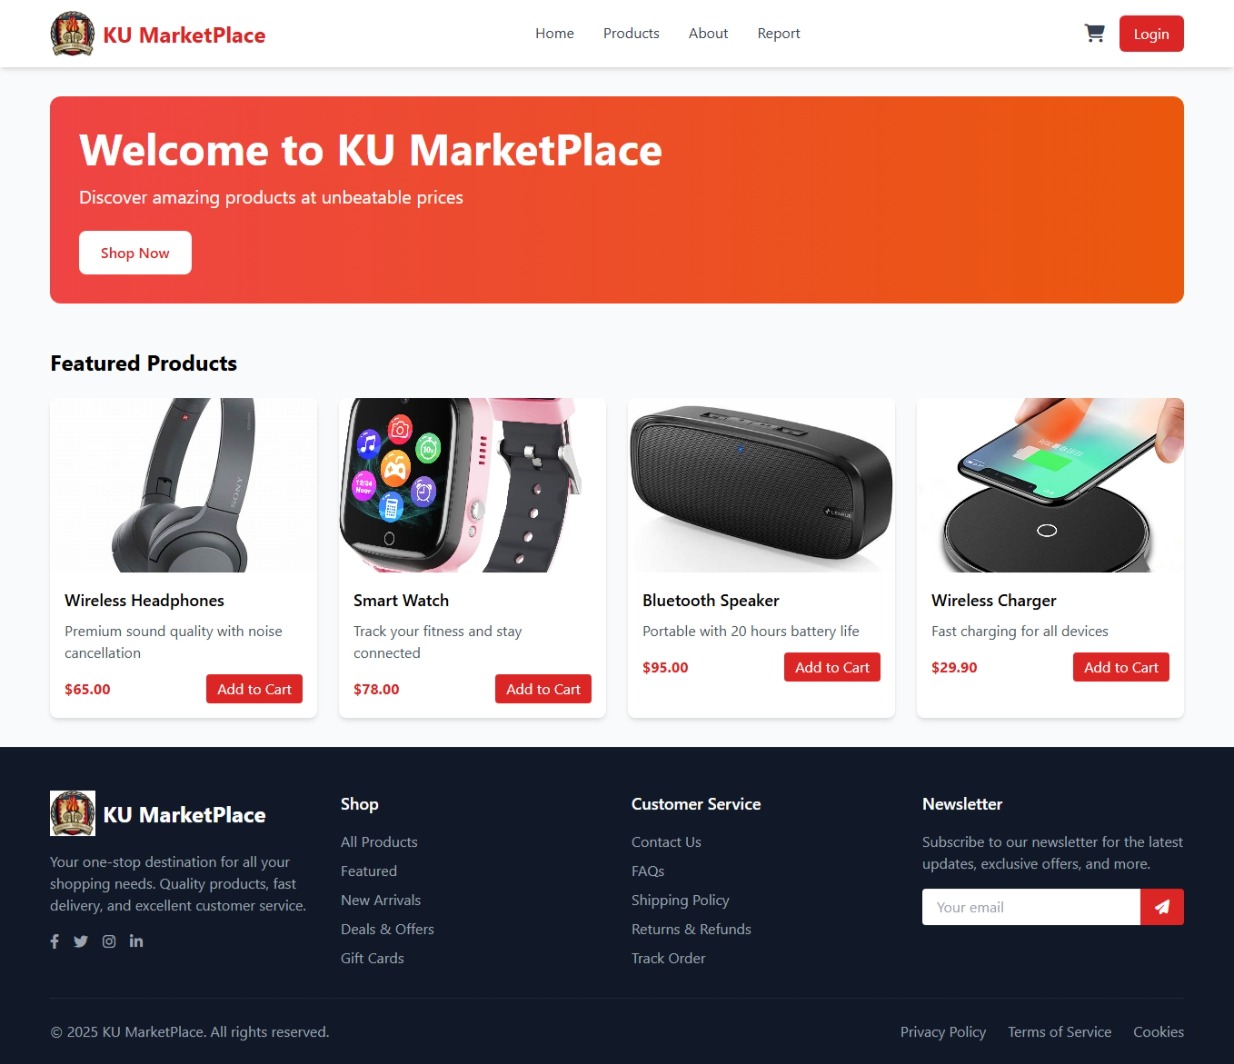 KU MarketPlace
Home Products About Report
Login
Welcome to KU MarketPlace
Discover amazing products at unbeatable prices
Shop Now
Featured Products
SONY
12:34
10s
Wireless Headphones
Premium sound quality with noise
cancellation
$65.00 Add to Cart
Smart Watch
Track your fitness and stay
connected
$78.00 Add to Cart
Bluetooth Speaker
Portable with 20 hours battery life
$95.00 Add to Cart
Wireless Charger
Fast charging for all devices
$29.90 Add to Cart
KU MarketPlace
Your one-stop destination for all your
shopping needs. Quality products, fast
delivery, and excellent customer service.
Shop
All Products
Featured
New Arrivals
Deals & Offers
Gift Cards
Customer Service
Contact Us
FAQs
Shipping Policy
Returns & Refunds
Track Order
Newsletter
Subscribe to our newsletter for the latest
updates, exclusive offers, and more.
Your email
© 2025 KU MarketPlace. All rights reserved.
Privacy Policy Terms of Service Cookies